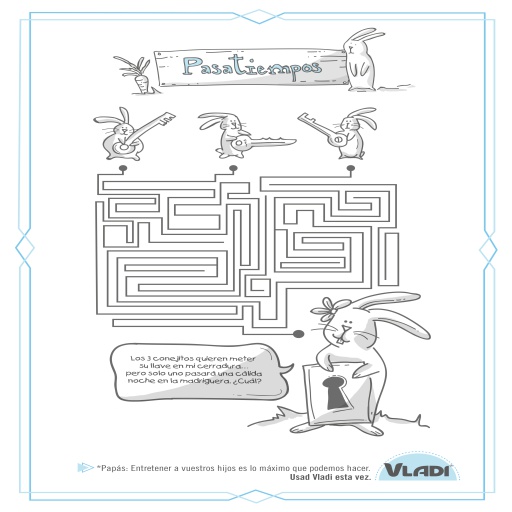 Pasatiempos
Los 3 conejitos quieren meter
su llave en mi cerradura...
pero solo uno pasará una cálida
noche en la madriguera. ¿Cuál?
*Papás: Entretener a vuestros hijos es lo máximo que podemos hacer.
Usad Vladi esta vez.
VLADI